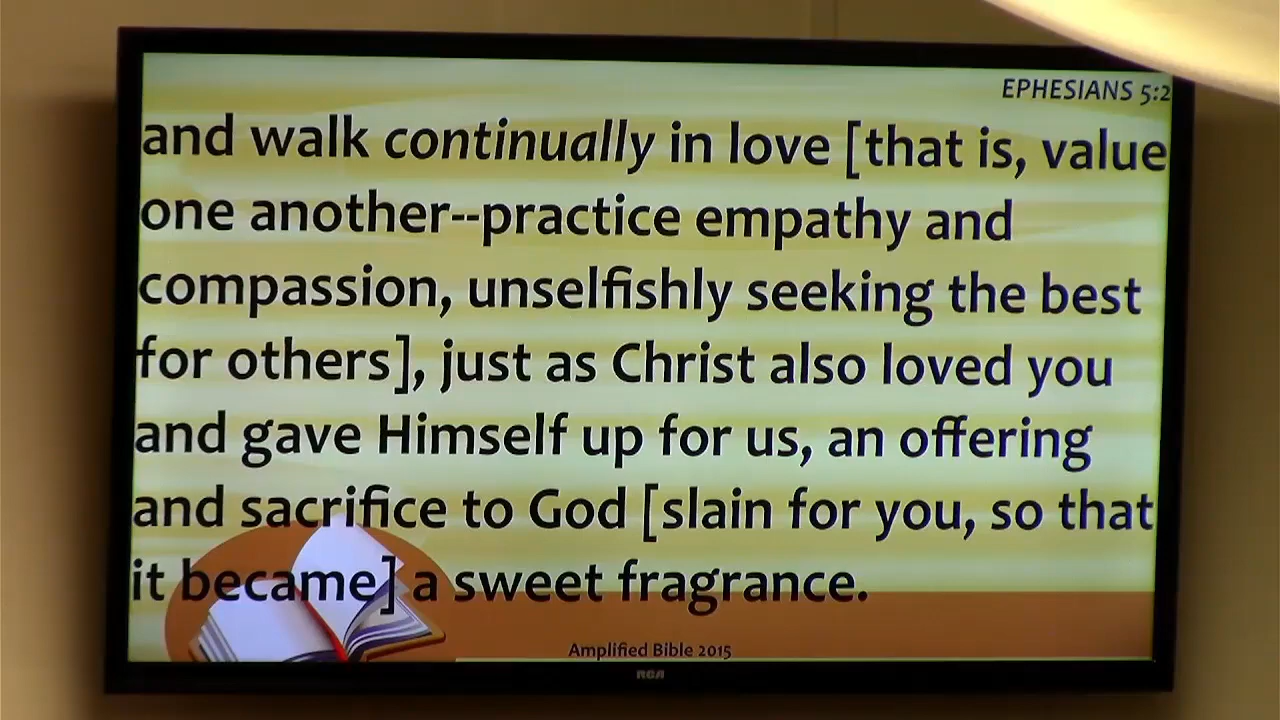 EPHESIANS 5:2
and walk continually in love [that is, value
one another--practice empathy and
compassion, unselfishly seeking the best
for others], just as Christ also loved you
and gave Himself up for us, an offering
and sacrifice to God [slain for you, so that
it became] a sweet fragrance.
Amplified Bible 2015
RCA